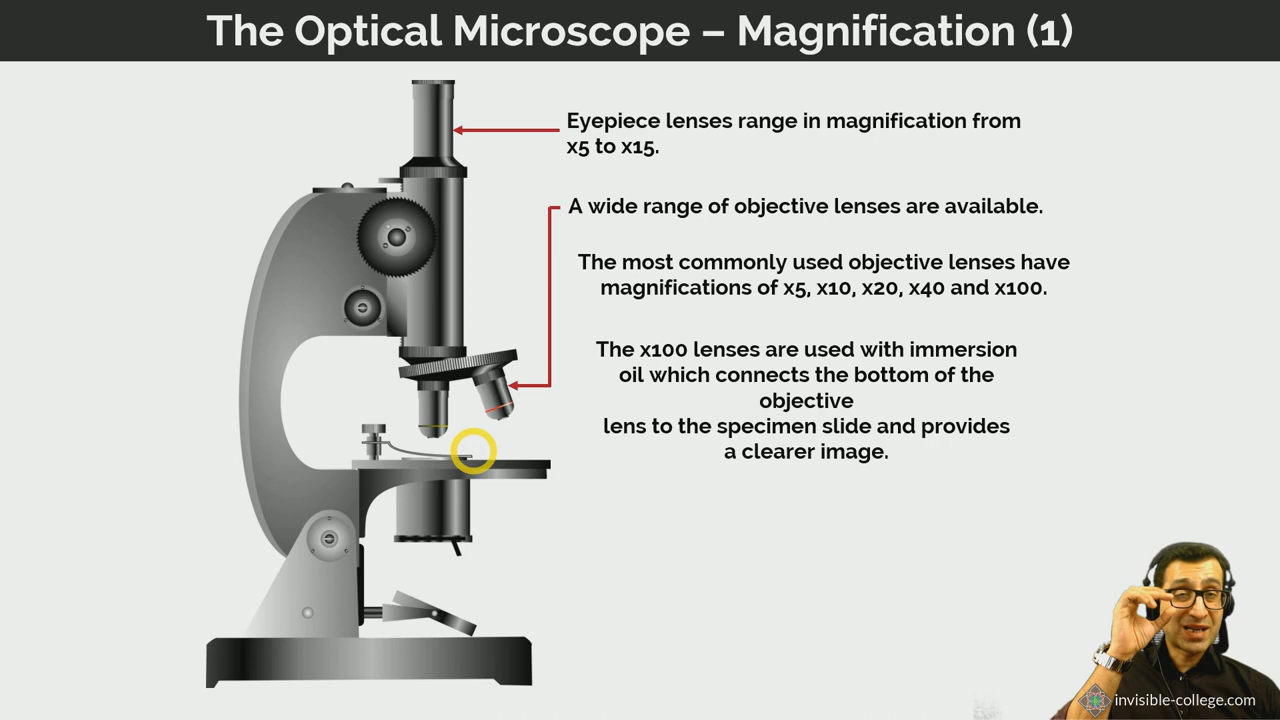 The Optical Microscope – Magnification (1)
Eyepiece lenses range in magnification from
x5 to x15.
A wide range of objective lenses are available.
The most commonly used objective lenses have
magnifications of x5, x10, x20, x40 and x100.
The x100 lenses are used with immersion
oil which connects the bottom of the
objective
lens to the specimen slide and provides
a clearer image.
invisible-college.com